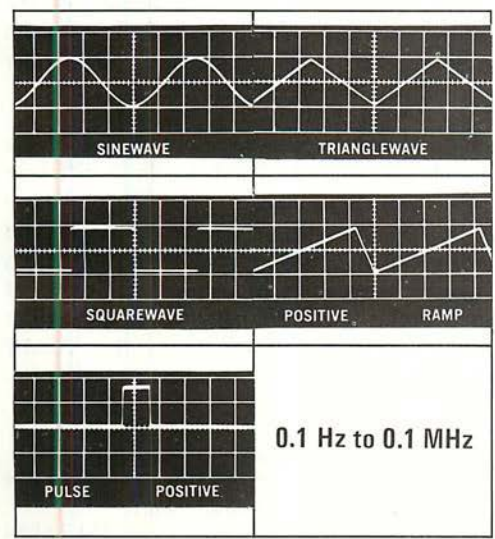 SINEWAVE TRIANGLEWAVE
SQUAREWAVE POSITIVE RAMP
PULSE POSITIVE
0.1 Hz to 0.1 MHz